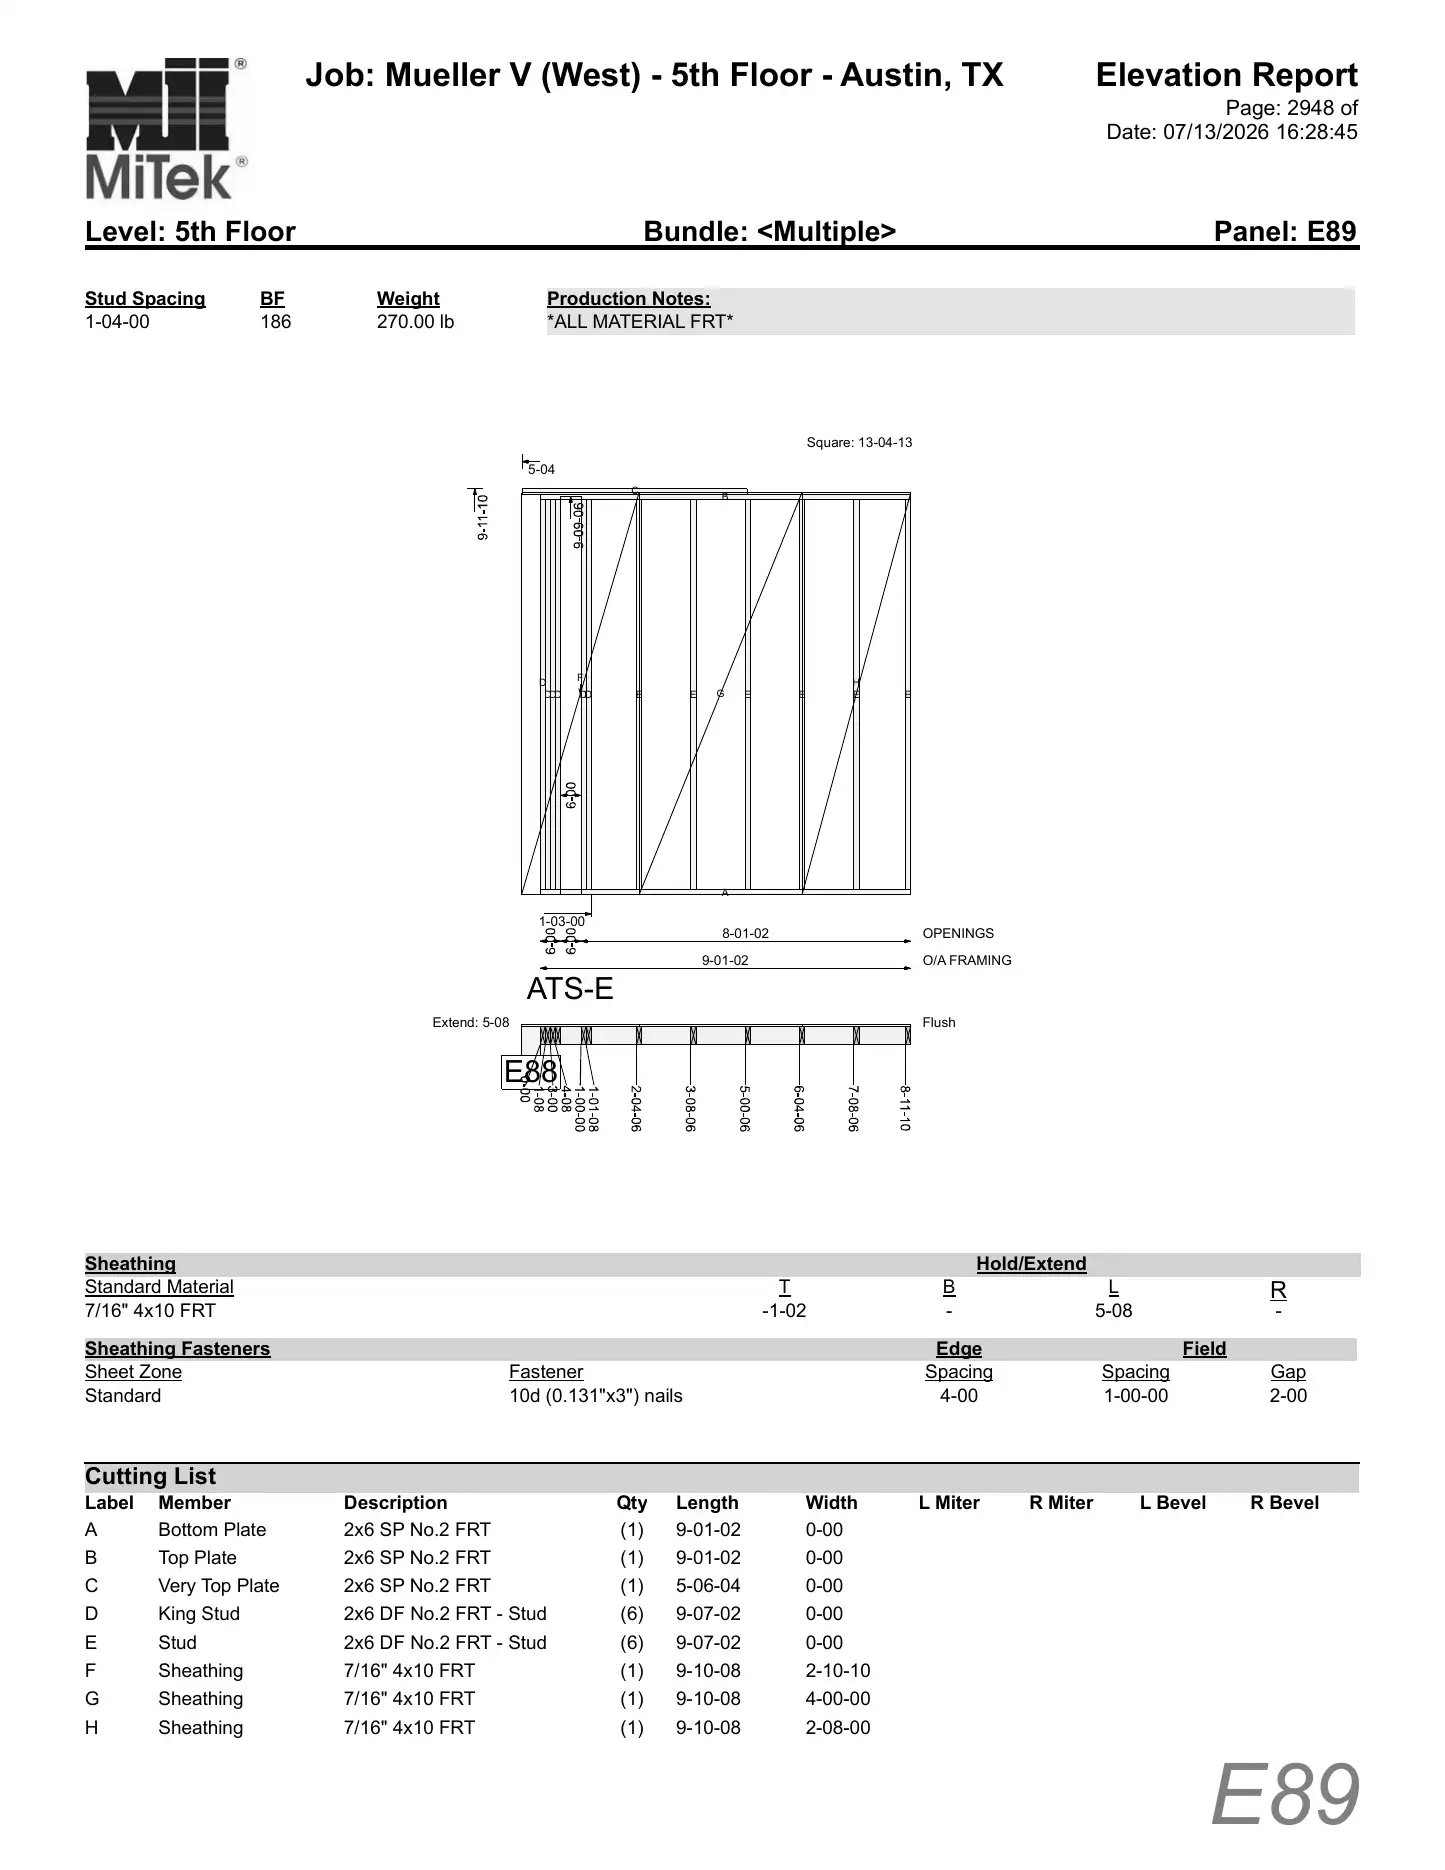 Job: Mueller V (West) - 5th Floor - Austin, TX
Elevation Report
Page: 2948 of
Date: 07/13/2026 16:28:45
MiTek®
Level: 5th Floor Bundle: <Multiple> Panel: E89
Stud Spacing BF Weight Production Notes:
1-04-00 186 270.00 lb *ALL MATERIAL FRT*
Square: 13-04-13
5-04
C
B
9-11-10
9-09-06
F
D
D D E E G E E H E E
6-00
A
1-03-00
6-00 6-00 8-01-02 OPENINGS
9-01-02 O/A FRAMING
ATS-E
Extend: 5-08 Flush
E88
0-00 1-08 3-00 4-08 1-00-00 1-01-08 2-04-06 3-08-06 5-00-06 6-04-06 7-08-06 8-11-10
Sheathing Hold/Extend
Standard Material T B L R
7/16" 4x10 FRT -1-02 - 5-08 -
Sheathing Fasteners Edge Field
Sheet Zone Fastener Spacing Spacing Gap
Standard 10d (0.131"x3") nails 4-00 1-00-00 2-00
Cutting List
Label Member Description Qty Length Width L Miter R Miter L Bevel R Bevel
A Bottom Plate 2x6 SP No.2 FRT (1) 9-01-02 0-00
B Top Plate 2x6 SP No.2 FRT (1) 9-01-02 0-00
C Very Top Plate 2x6 SP No.2 FRT (1) 5-06-04 0-00
D King Stud 2x6 DF No.2 FRT - Stud (6) 9-07-02 0-00
E Stud 2x6 DF No.2 FRT - Stud (6) 9-07-02 0-00
F Sheathing 7/16" 4x10 FRT (1) 9-10-08 2-10-10
G Sheathing 7/16" 4x10 FRT (1) 9-10-08 4-00-00
H Sheathing 7/16" 4x10 FRT (1) 9-10-08 2-08-00
E89